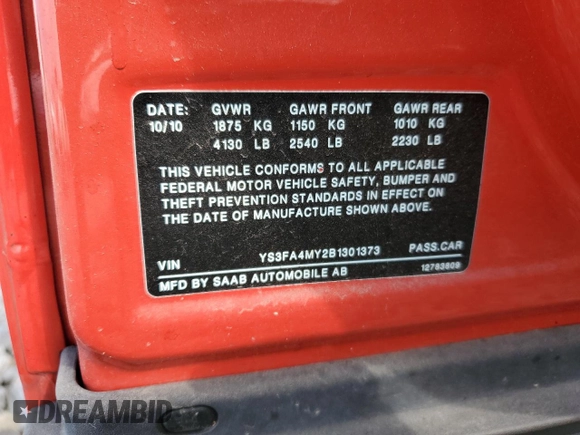 DATE: GVWR GAWR FRONT GAWR REAR
10/10 1875 KG 1150 KG 1010 KG
4130 LB 2540 LB 2230 LB
THIS VEHICLE CONFORMS TO ALL APPLICABLE
FEDERAL MOTOR VEHICLE SAFETY, BUMPER AND
THEFT PREVENTION STANDARDS IN EFFECT ON
THE DATE OF MANUFACTURE SHOWN ABOVE.
VIN YS3FA4MY2B1301373 PASS.CAR
MFD BY SAAB AUTOMOBILE AB 12783809
DREAMBID